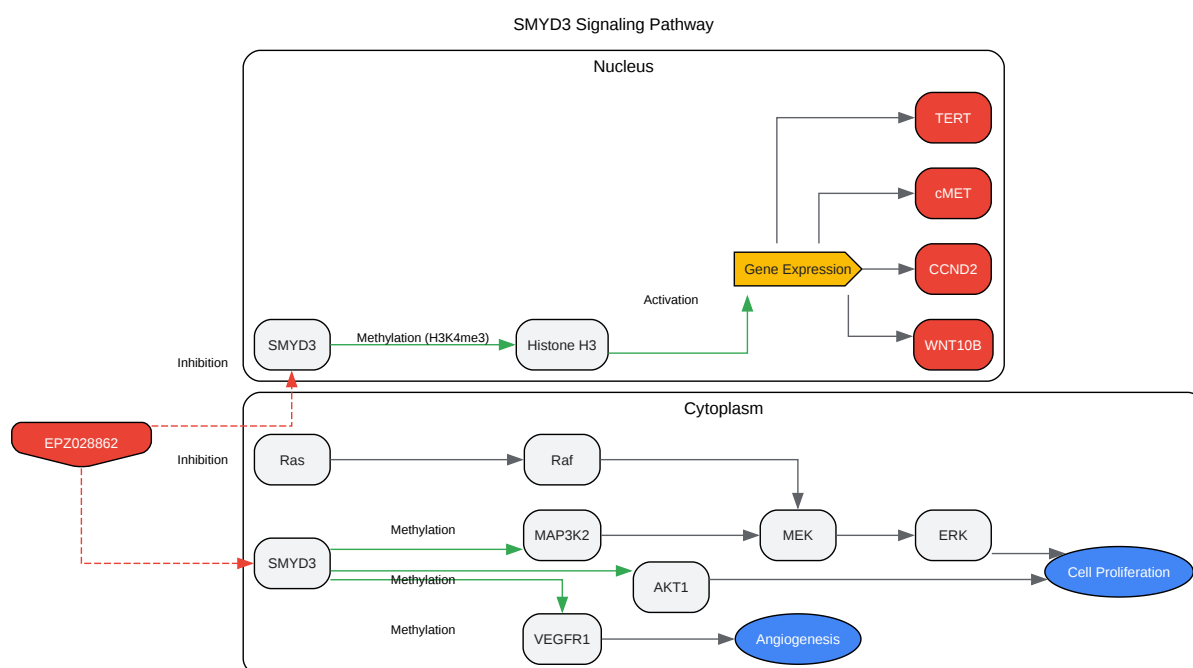 SMYD3 Signaling Pathway
Nucleus
TERT
cMET
Gene Expression
CCND2
Activation
SMYD3
Methylation (H3K4me3)
Histone H3
WNT10B
Inhibition
Cytoplasm
EPZ028862
Inhibition
Ras
Raf
Methylation
MAP3K2
MEK
ERK
SMYD3
Methylation
AKT1
Cell Proliferation
Methylation
VEGFR1
Angiogenesis